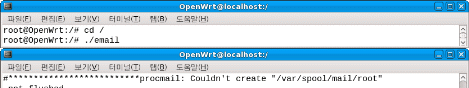 OpenWrt@localhost:/
파일(F) 편집(E) 보기(V) 터미널(T) 탭(B) 도움말(H)
root@OpenWrt:/# cd /
root@OpenWrt:/# ./email
OpenWrt@localhost:/
파일(F) 편집(E) 보기(V) 터미널(T) 탭(B) 도움말(H)
#**************************procmail: Couldn't create "/var/spool/mail/root"
not flushed